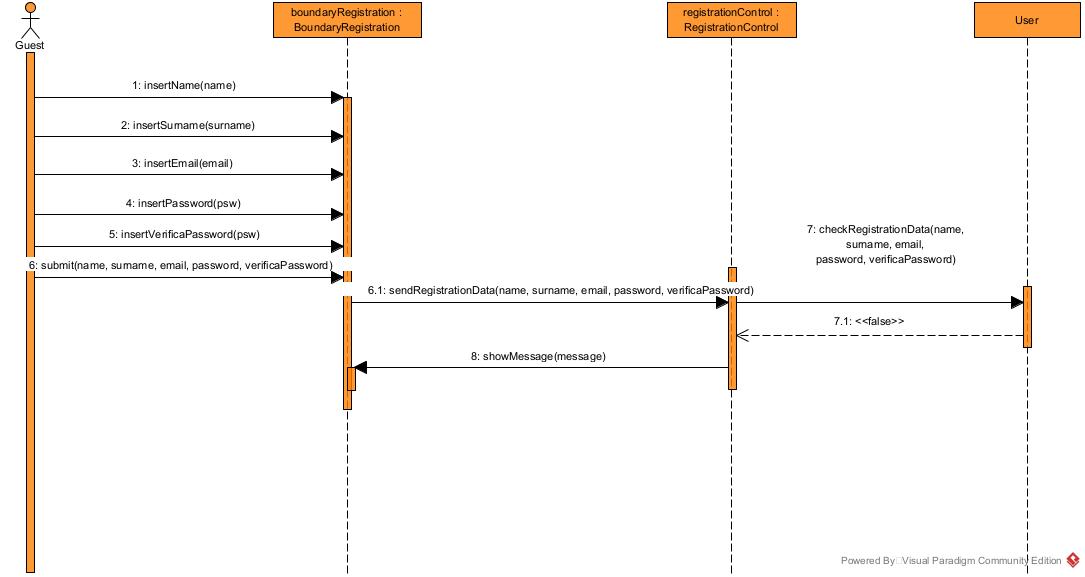 boundaryRegistration :
BoundaryRegistration
registrationControl :
RegistrationControl
User
Guest
1: insertName(name)
2: insertSurname(surname)
3: insertEmail(email)
4: insertPassword(psw)
5: insertVerificaPassword(psw)
6: submit(name, surname, email, password, verificaPassword)
7: checkRegistrationData(name,
surname, email,
password, verificaPassword)
6.1: sendRegistrationData(name, surname, email, password, verificaPassword)
7.1: <<false>>
8: showMessage(message)
Powered By Visual Paradigm Community Edition